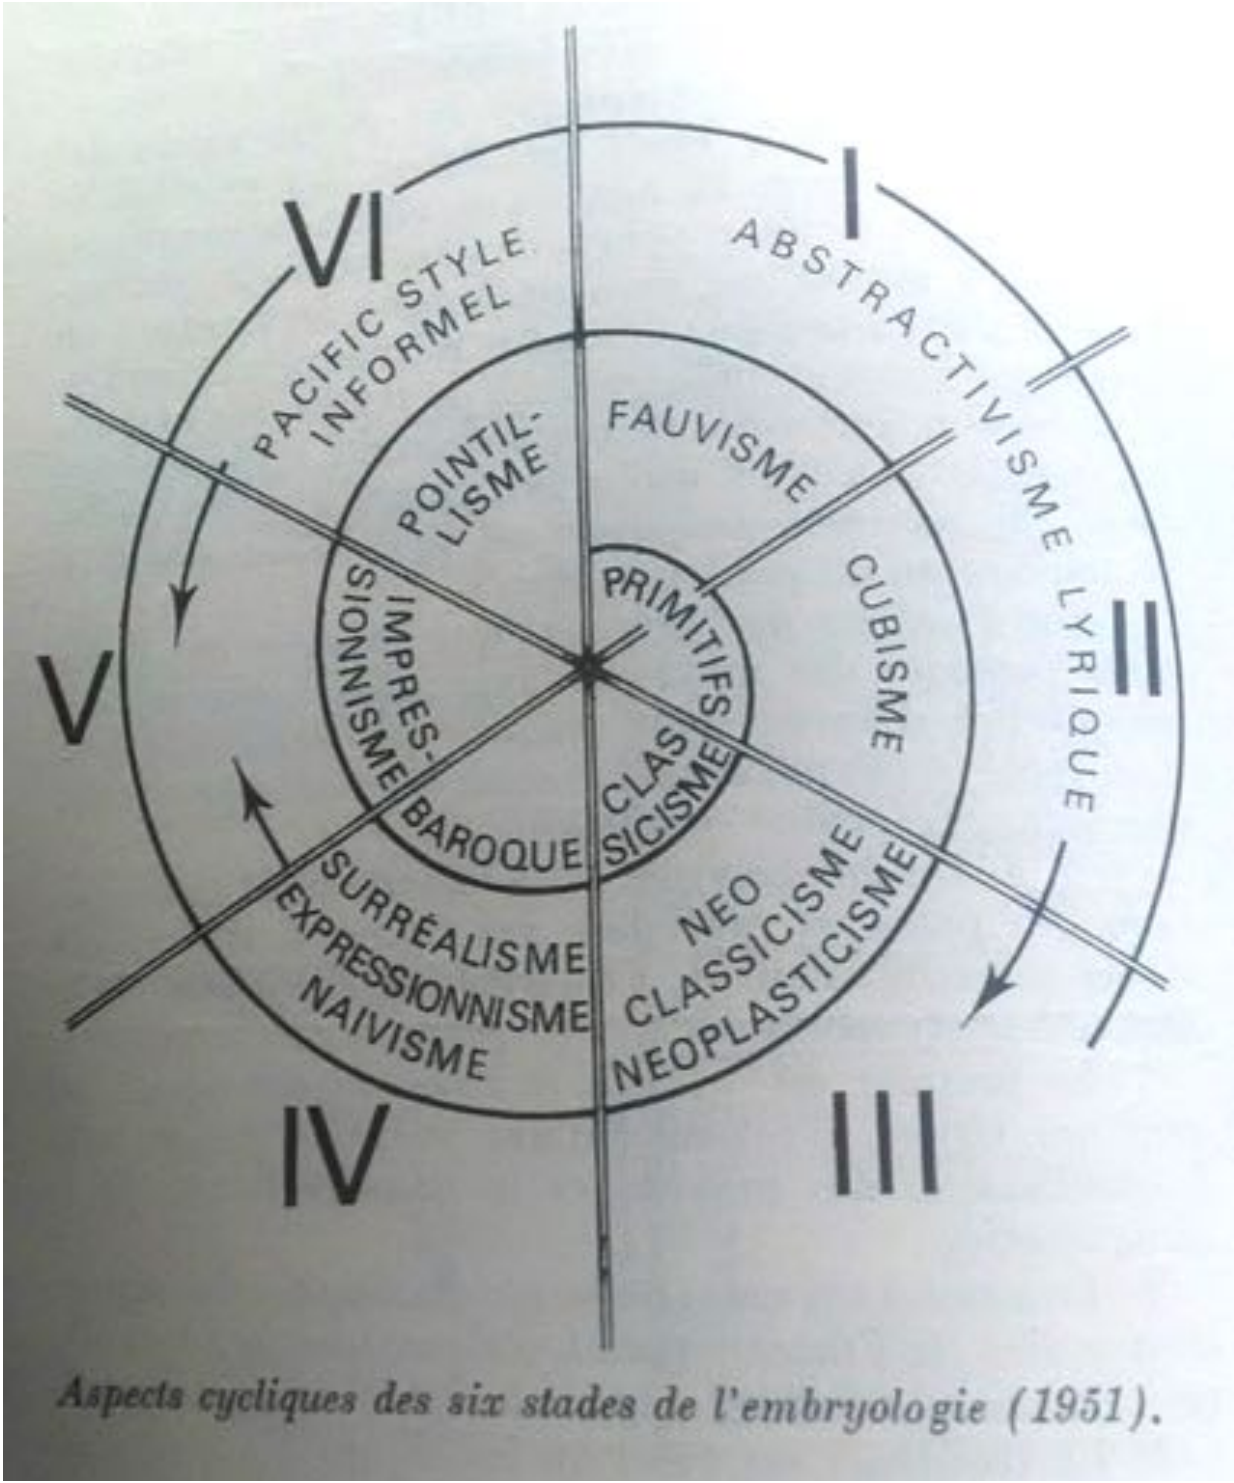 I
ABSTRACTIVISME LYRIQUE
II
III
IV
V
VI
PACIFIC STYLE
INFORMEL
FAUVISME
CUBISME
NEO
CLASSICISME
NEOPLASTICISME
SURRÉALISME
EXPRESSIONNISME
NAIVISME
IMPRES-
SIONNISME
POINTIL-
LISME
PRIMITIFS
CLAS
SICISME
BAROQUE
Aspects cycliques des six stades de l'embryologie (1951).